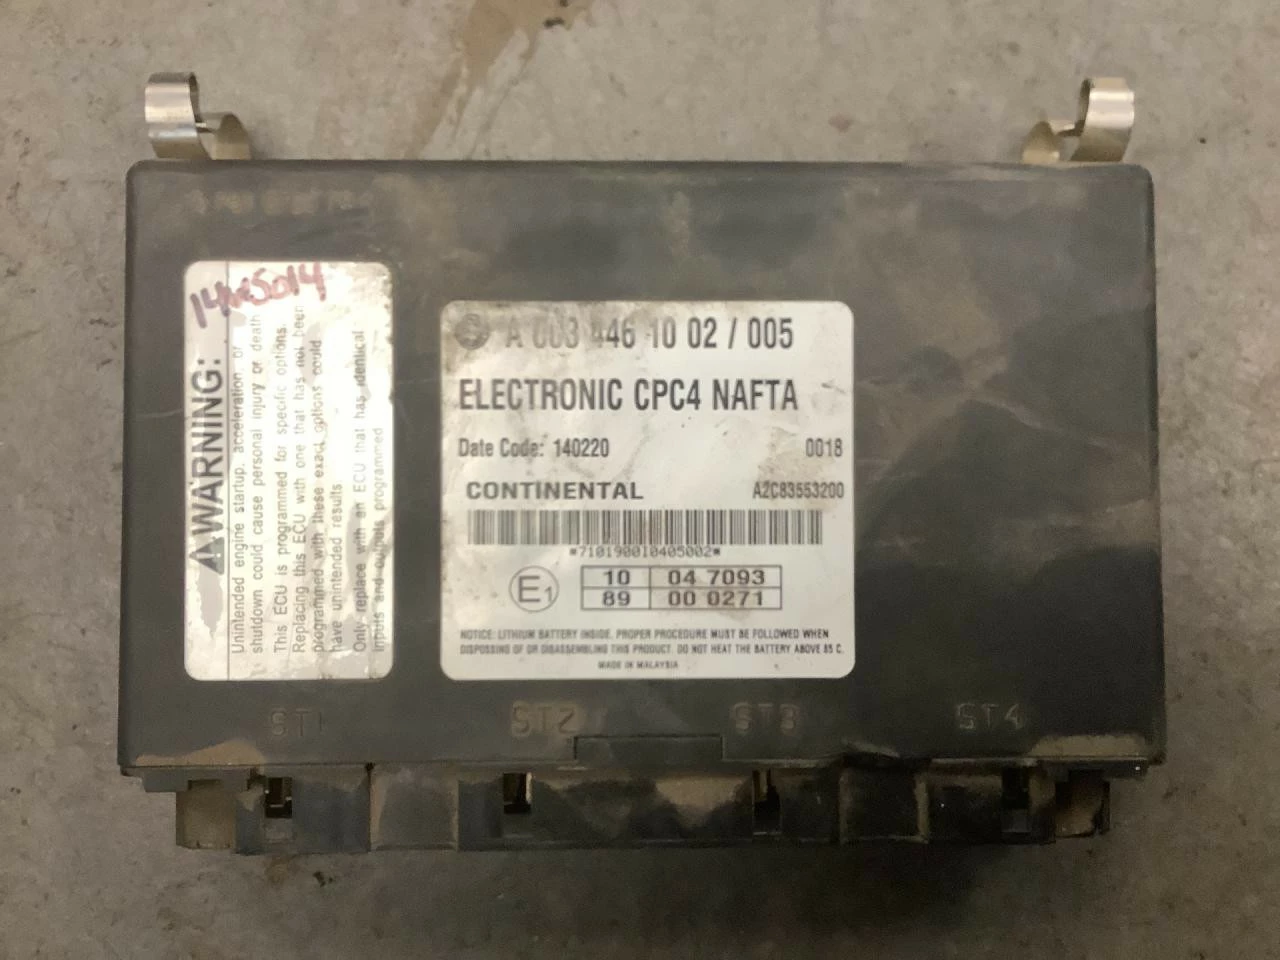 ⚠WARNING:
Unintended engine startup, acceleration, or
shutdown could cause personal injury or death
This ECU is programmed for specific options.
Replacing this ECU with one that has not been
programmed with these exact options could
have unintended results
Only replace with an ECU that has identical
inputs and outputs programmed
A 003 446 10 02 / 005
ELECTRONIC CPC4 NAFTA
Date Code: 140220 0018
CONTINENTAL A2C83553200
*7101900I0405002*
E1
10 04 7093
89 00 0271
NOTICE: LITHIUM BATTERY INSIDE. PROPER PROCEDURE MUST BE FOLLOWED WHEN
DISPOSSING OF OR DISASSEMBLING THIS PRODUCT. DO NOT HEAT THE BATTERY ABOVE 85 C.
MADE IN MALAYSIA
ST1 ST2 ST3 ST4